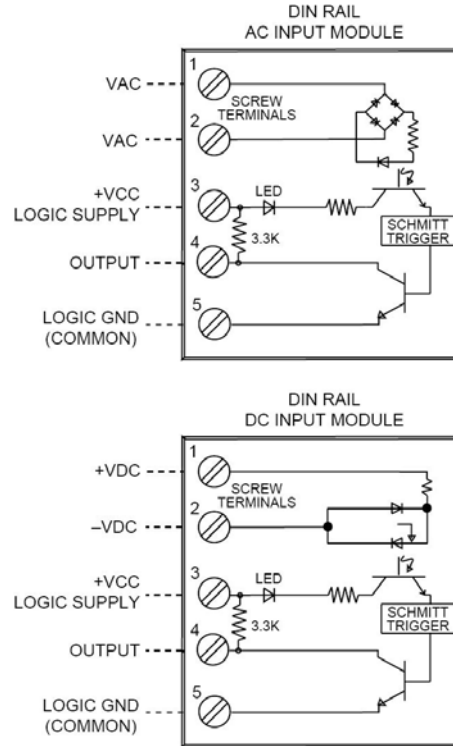 DIN RAIL
AC INPUT MODULE
1
VAC
SCREW
TERMINALS
2
VAC
3
+VCC
LOGIC SUPPLY
LED
SCHMITT
TRIGGER
3.3K
4
OUTPUT
5
LOGIC GND
(COMMON)
DIN RAIL
DC INPUT MODULE
1
+VDC
SCREW
TERMINALS
2
–VDC
3
+VCC
LOGIC SUPPLY
LED
SCHMITT
TRIGGER
3.3K
4
OUTPUT
5
LOGIC GND
(COMMON)